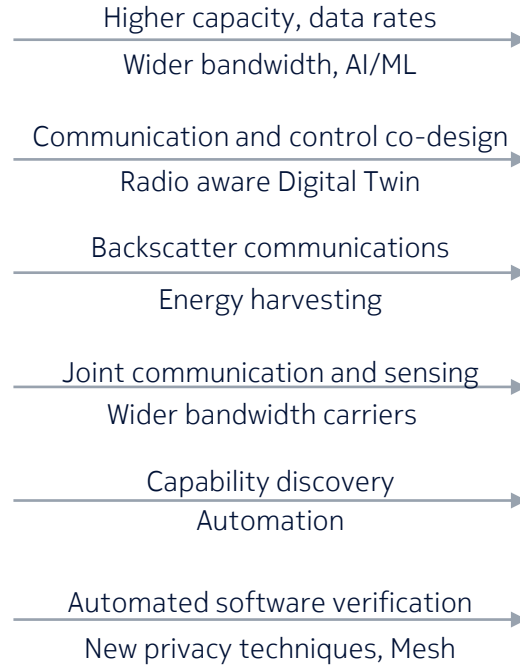 Higher capacity, data rates
Wider bandwidth, AI/ML
Communication and control co-design
Radio aware Digital Twin
Backscatter communications
Energy harvesting
Joint communication and sensing
Wider bandwidth carriers
Capability discovery
Automation
Automated software verification
New privacy techniques, Mesh